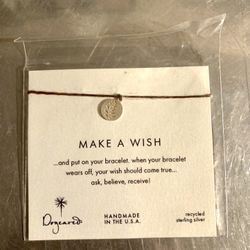 MAKE A WISH
...and put on your bracelet. when your bracelet
wears off, your wish should come true...
ask, believe, receive!
Dogeared
HANDMADE
IN THE U.S.A.
recycled
sterling silver